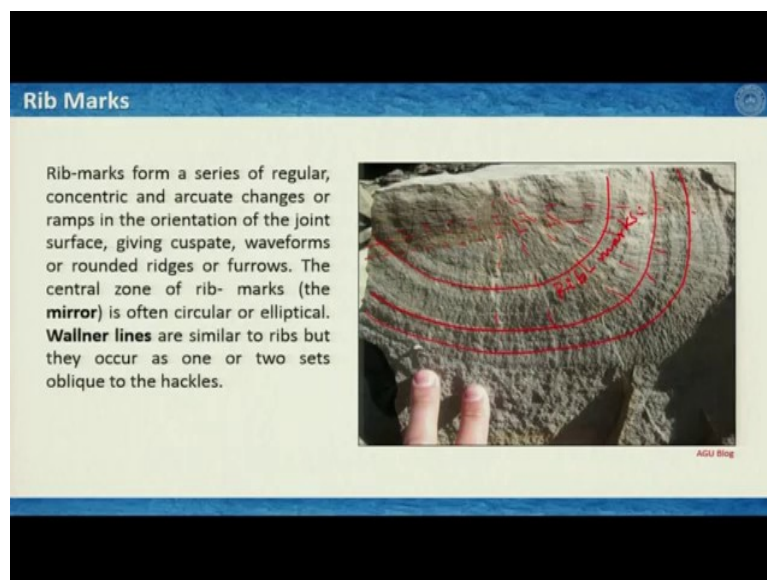 Rib Marks
Rib-marks form a series of regular,
concentric and arcuate changes or
ramps in the orientation of the joint
surface, giving cuspate, waveforms
or rounded ridges or furrows. The
central zone of rib- marks (the
mirror) is often circular or elliptical.
Wallner lines are similar to ribs but
they occur as one or two sets
oblique to the hackles.
marks.
AGU Blog